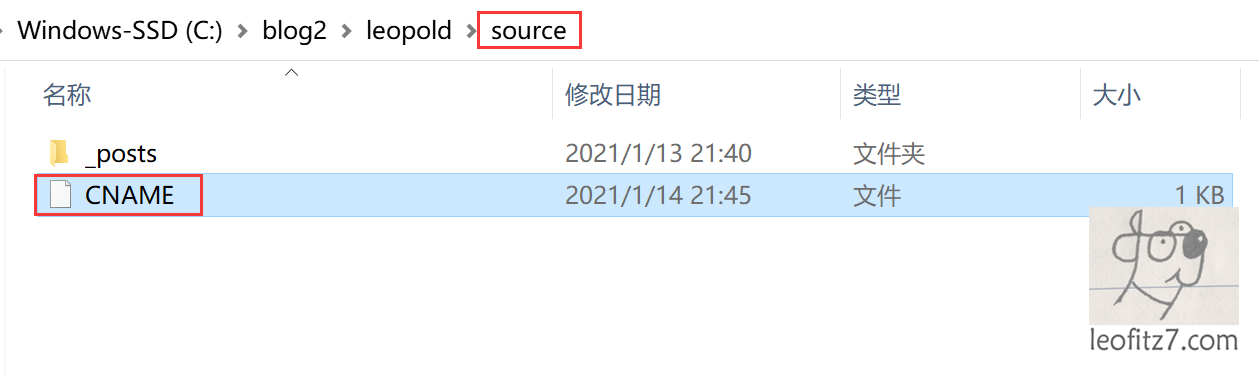 Windows-SSD (C:) > blog2 > leopold > source
名称 修改日期 类型 大小
_posts 2021/1/13 21:40 文件夹
CNAME 2021/1/14 21:45 文件 1 KB
leofitz7.com